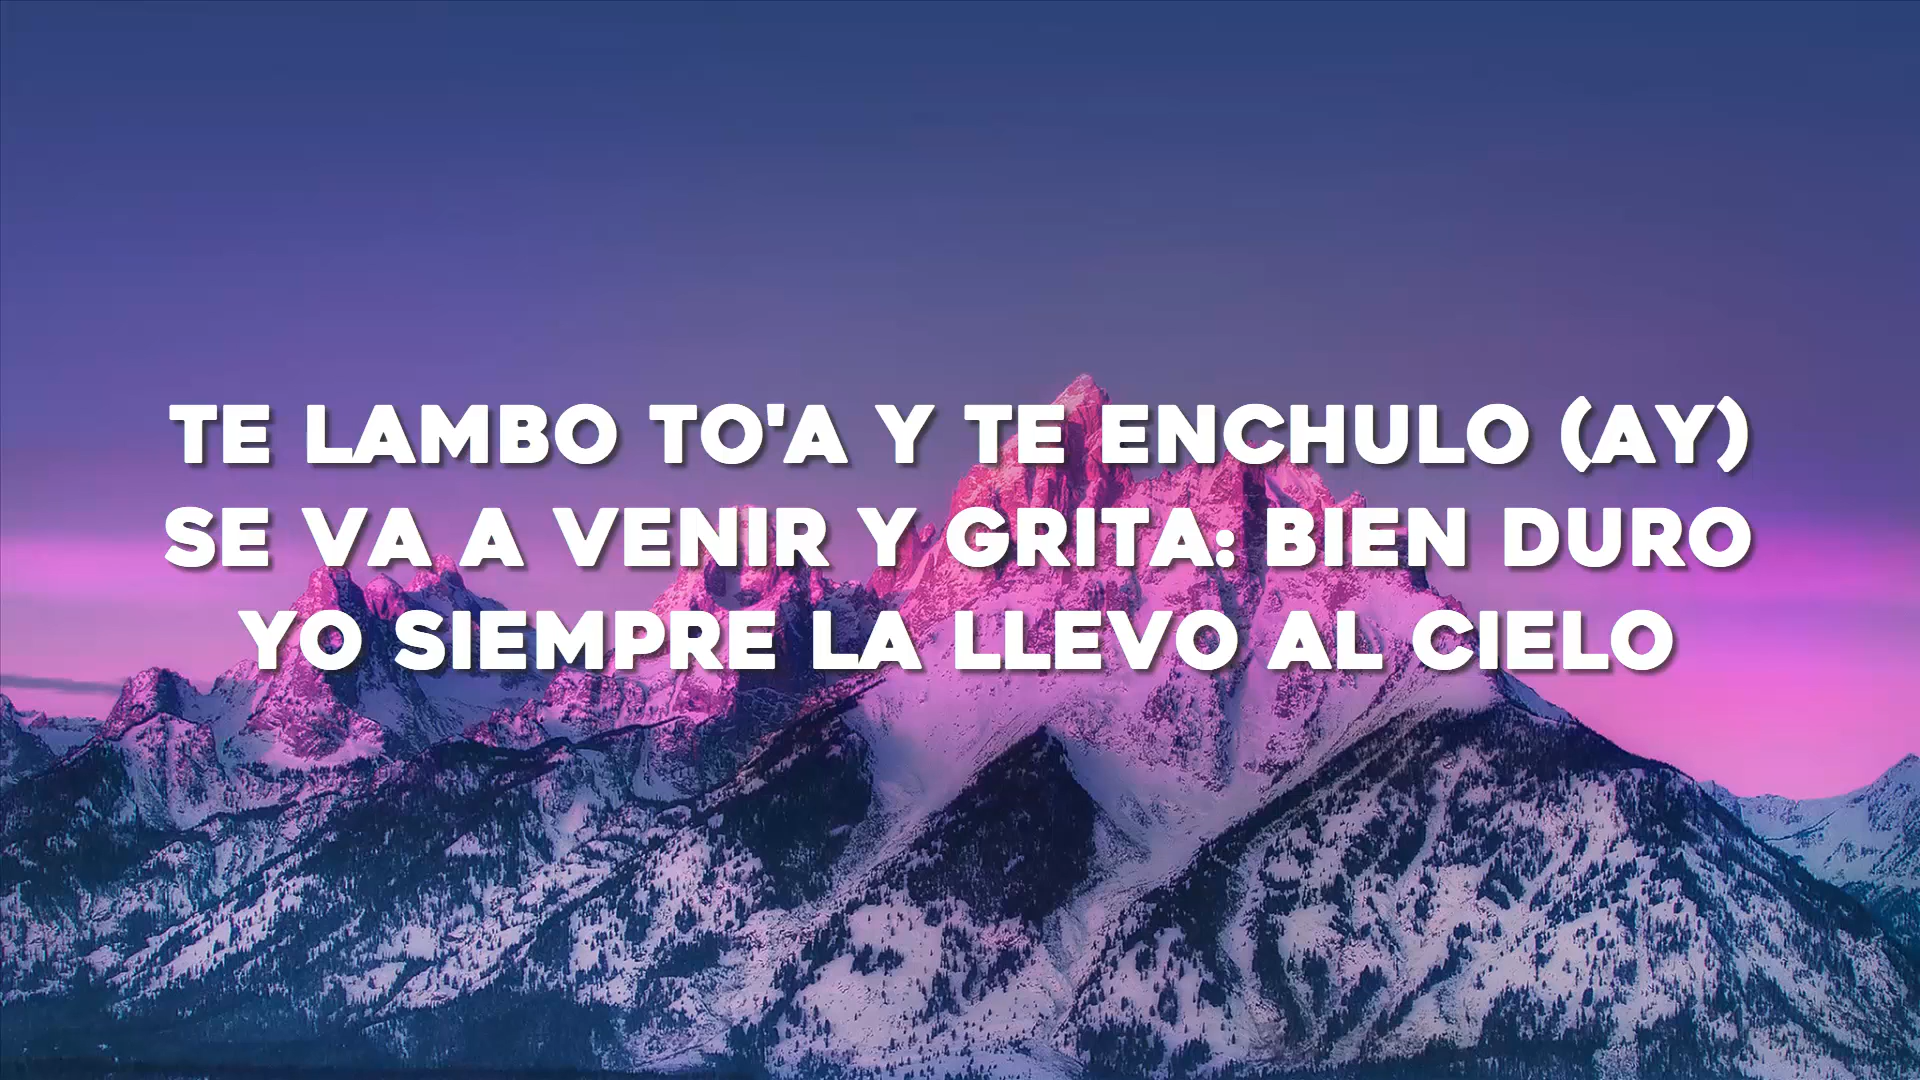 TE LAMBO TO'A Y TE ENCHULO (AY)
SE VA A VENIR Y GRITA: BIEN DURO
YO SIEMPRE LA LLEVO AL CIELO